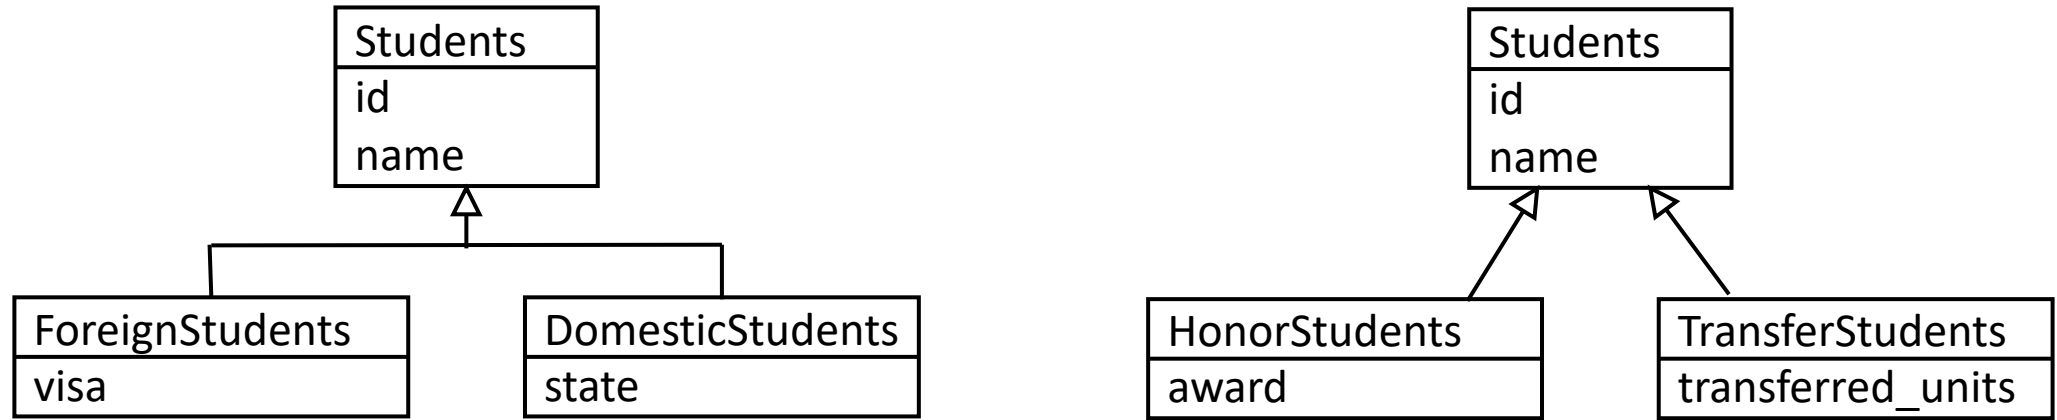 Students
id
name
ForeignStudents
visa
DomesticStudents
state
Students
id
name
HonorStudents
award
TransferStudents
transferred_units